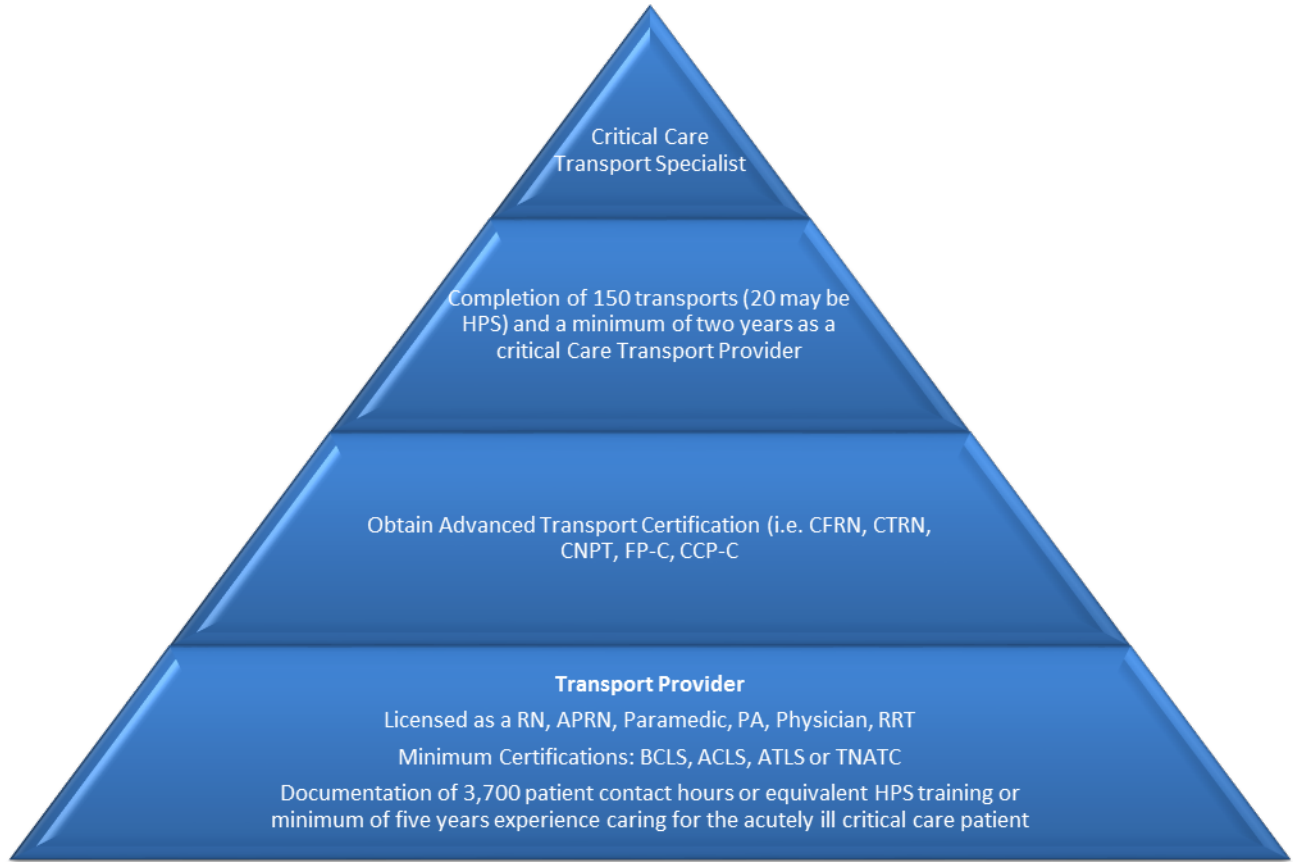 Critical Care
Transport Specialist
Completion of 150 transports (20 may be
HPS) and a minimum of two years as a
critical Care Transport Provider
Obtain Advanced Transport Certification (i.e. CFRN, CTRN,
CNPT, FP-C, CCP-C
Transport Provider
Licensed as a RN, APRN, Paramedic, PA, Physician, RRT
Minimum Certifications: BCLS, ACLS, ATLS or TNATC
Documentation of 3,700 patient contact hours or equivalent HPS training or
minimum of five years experience caring for the acutely ill critical care patient